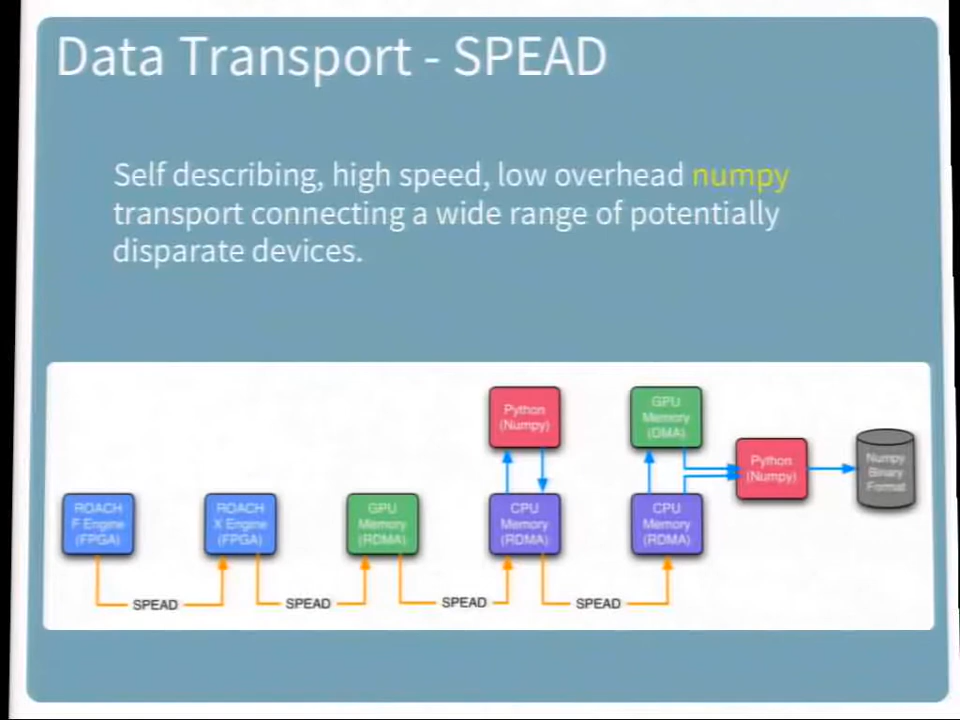 Data Transport - SPEAD
Self describing, high speed, low overhead numpy
transport connecting a wide range of potentially
disparate devices.
Python
(Numpy)
GPU
Memory
(DMA)
Python
(Numpy)
Numpy
Binary
Format
ROACH
F Engine
(FPGA)
ROACH
X Engine
(FPGA)
GPU
Memory
(RDMA)
CPU
Memory
(RDMA)
CPU
Memory
(RDMA)
SPEAD
SPEAD
SPEAD
SPEAD